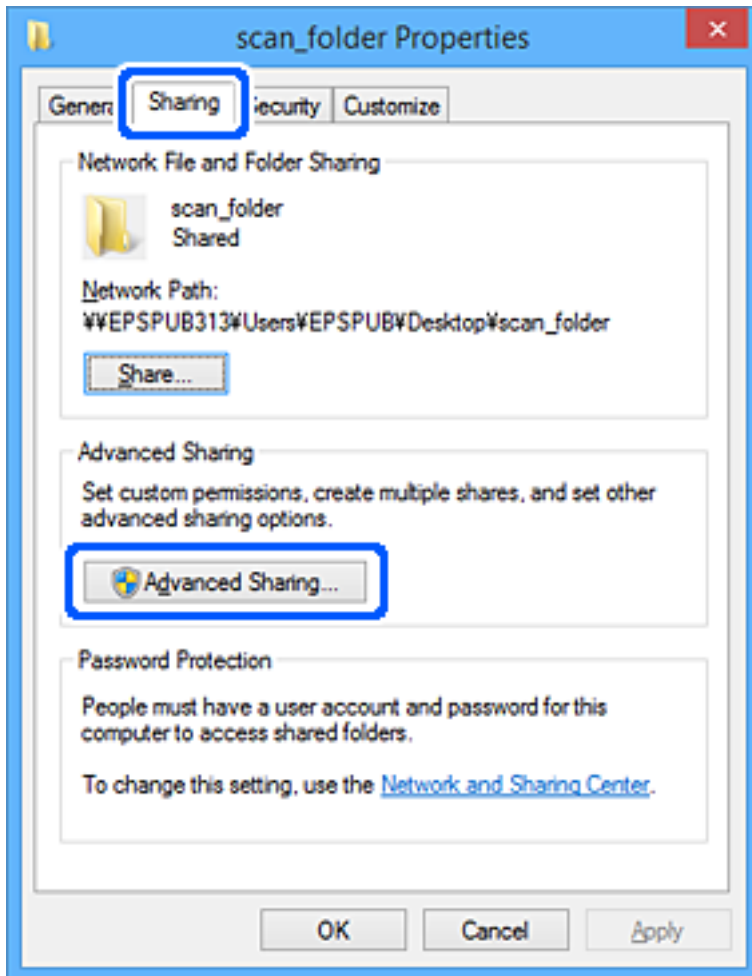 scan_folder Properties
Sharing
Customize
Network File and Folder Sharing
scan_folder
Shared
Network Path:
¥¥EPSPUB313¥Users¥EPSPUB¥Desktop¥scan_folder
Share...
Advanced Sharing
Set custom permissions, create multiple shares, and set other
advanced sharing options.
Advanced Sharing...
Password Protection
People must have a user account and password for this
computer to access shared folders.
To change this setting, use the Network and Sharing Center.
OK Cancel Apply